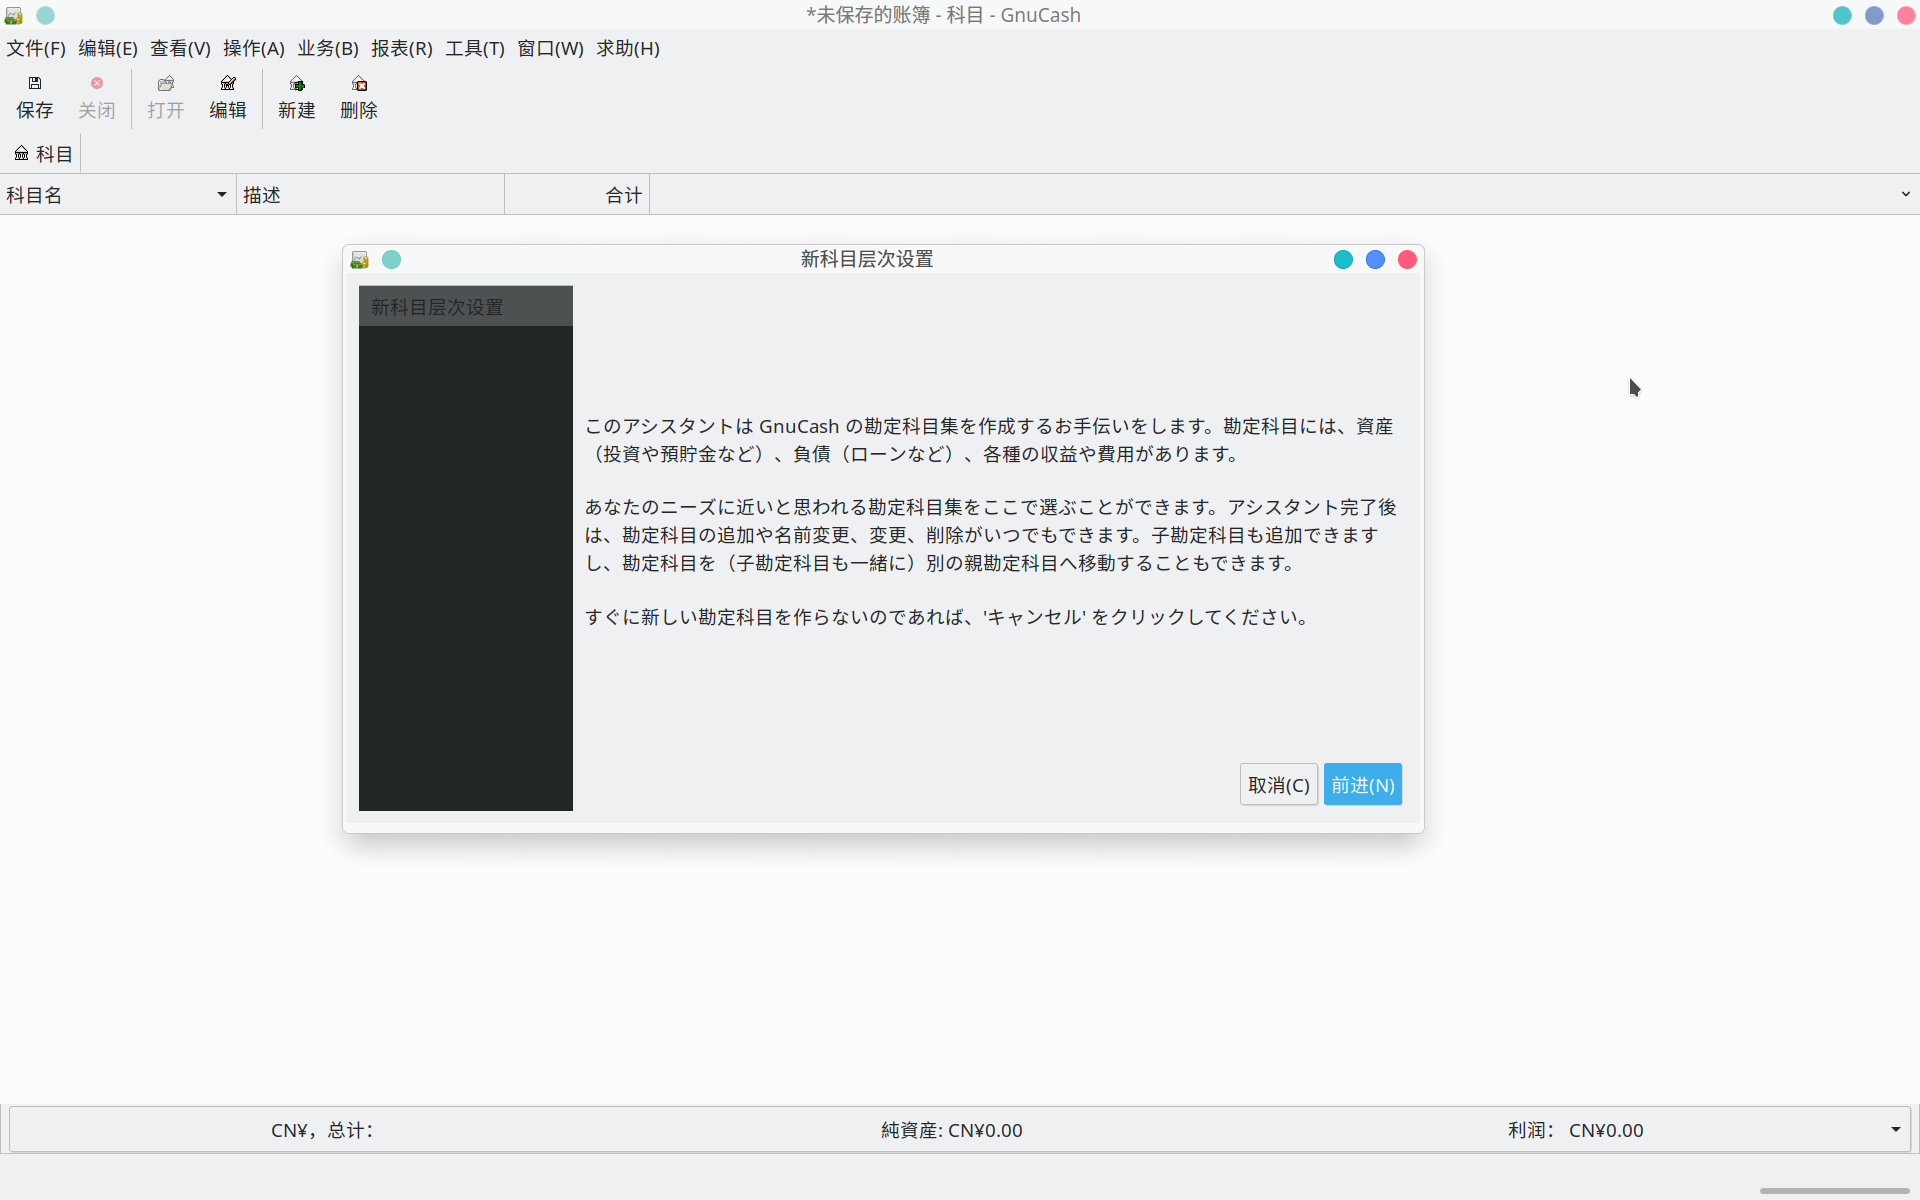 *未保存的账簿 - 科目 - GnuCash
文件(F) 编辑(E) 查看(V) 操作(A) 业务(B) 报表(R) 工具(T) 窗口(W) 求助(H)
保存 关闭 打开 编辑 新建 删除
科目
科目名 描述 合计
新科目层次设置
新科目层次设置
このアシスタントは GnuCash の勘定科目集を作成するお手伝いをします。勘定科目には、資産
（投資や預貯金など）、負債（ローンなど）、各種の収益や費用があります。
あなたのニーズに近いと思われる勘定科目集をここで選ぶことができます。アシスタント完了後
は、勘定科目の追加や名前変更、変更、削除がいつでもできます。子勘定科目も追加できます
し、勘定科目を（子勘定科目も一緒に）別の親勘定科目へ移動することもできます。
すぐに新しい勘定科目を作らないのであれば、'キャンセル' をクリックしてください。
取消(C) 前进(N)
CN¥，总计： 純資産: CN¥0.00 利润： CN¥0.00